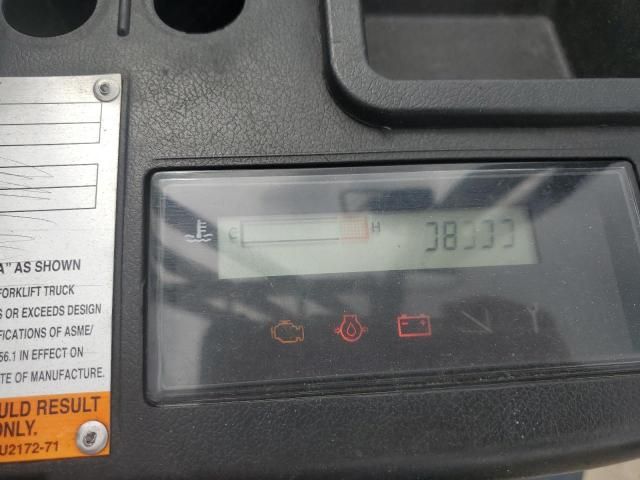 C H
A" AS SHOWN
FORKLIFT TRUCK
S OR EXCEEDS DESIGN
IFICATIONS OF ASME/
56.1 IN EFFECT ON
TE OF MANUFACTURE.
ULD RESULT
ONLY.
U2172-71